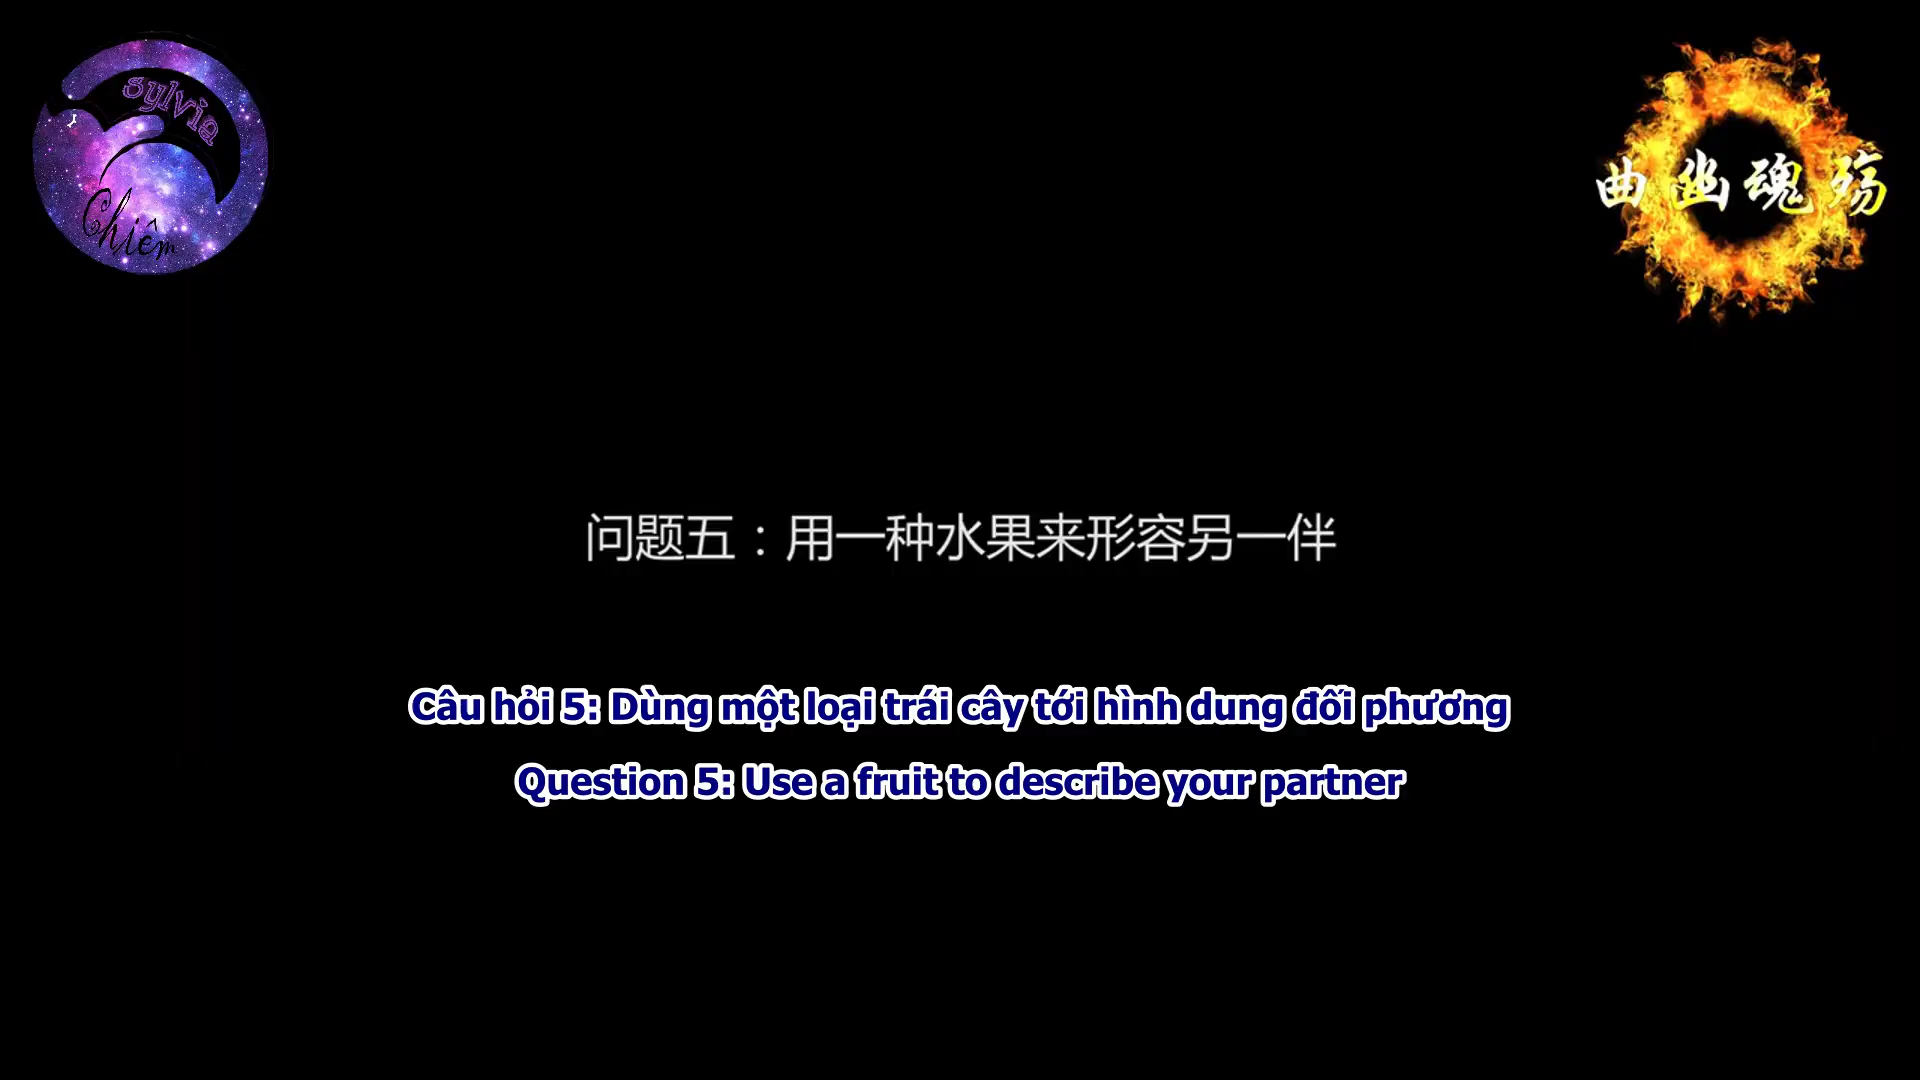 sylvia
Chiêm
曲幽魂殇
问题五：用一种水果来形容另一伴
Câu hỏi 5: Dùng một loại trái cây tới hình dung đối phương
Question 5: Use a fruit to describe your partner